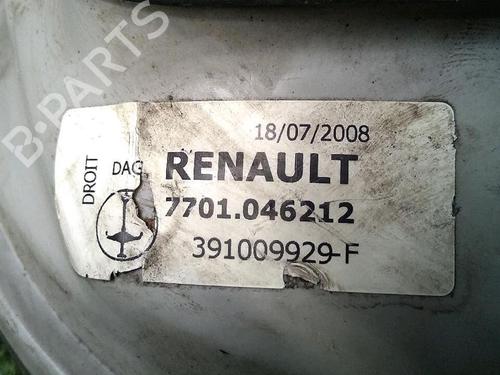 B-PARTS
18/07/2008
DROIT
DAG
RENAULT
7701.046212
391009929-F